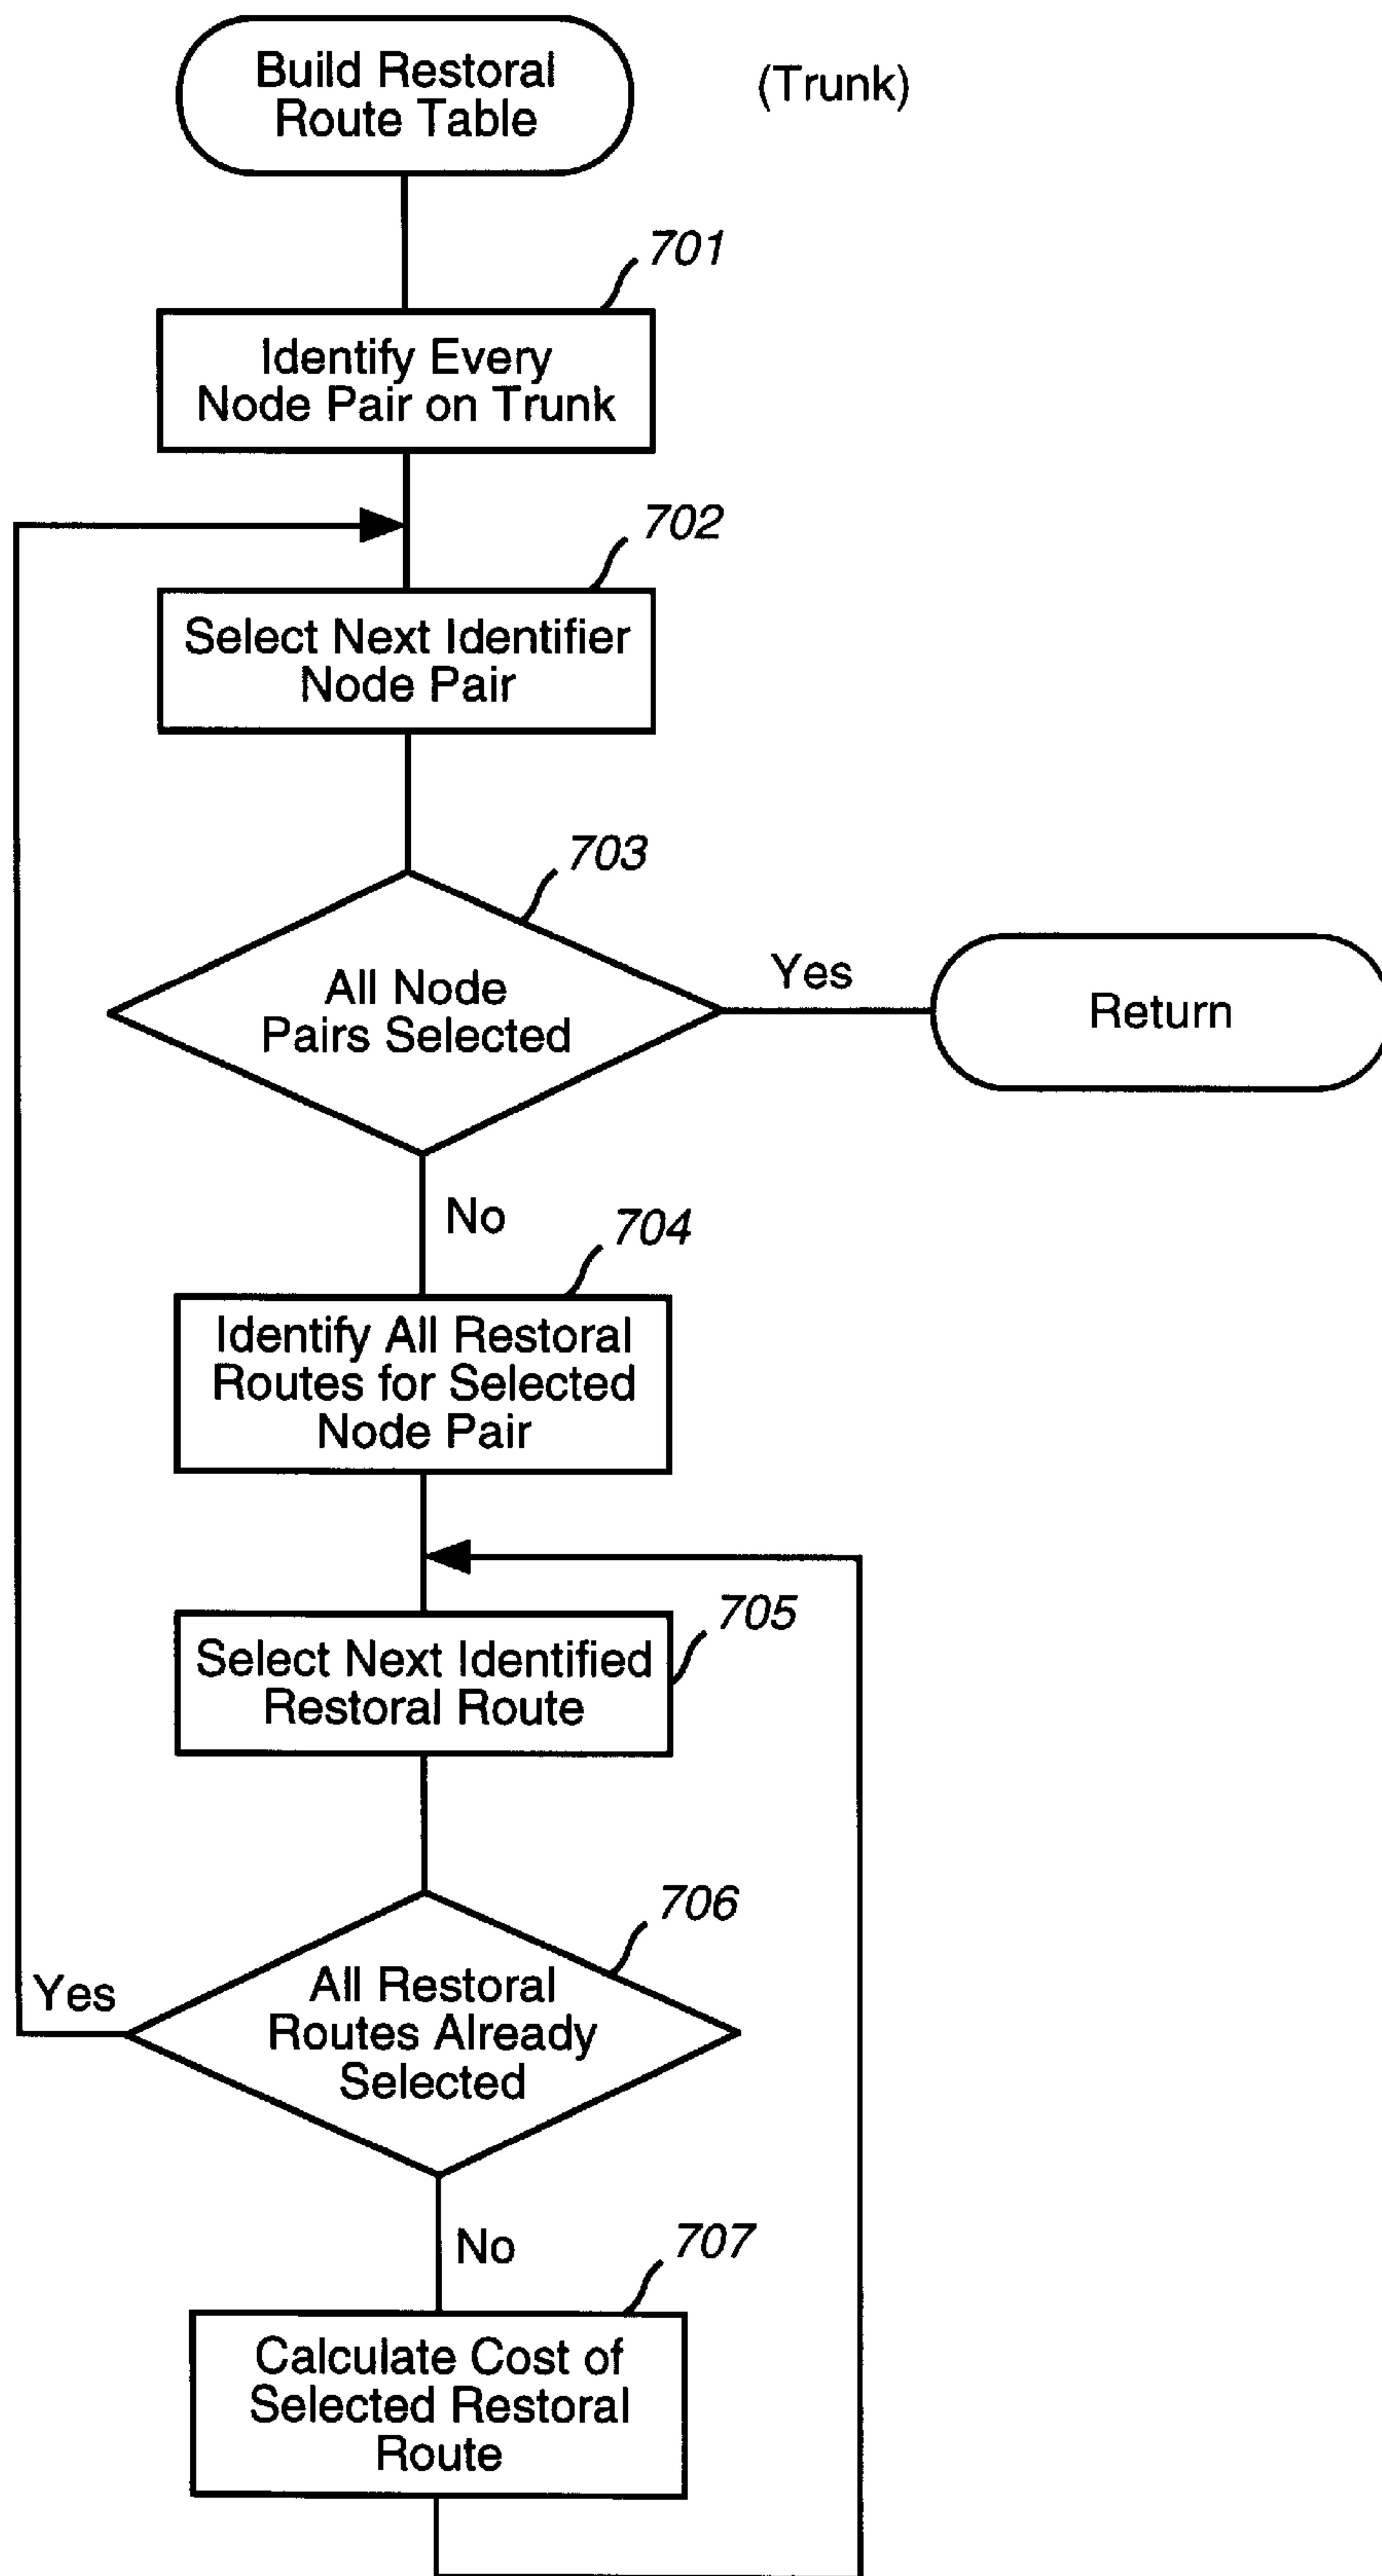 Build Restoral
Route Table
(Trunk)
701
Identify Every
Node Pair on Trunk
702
Select Next Identifier
Node Pair
703
All Node
Pairs Selected
Yes
Return
No
704
Identify All Restoral
Routes for Selected
Node Pair
705
Select Next Identified
Restoral Route
706
All Restoral
Routes Already
Selected
Yes
No
707
Calculate Cost of
Selected Restoral
Route